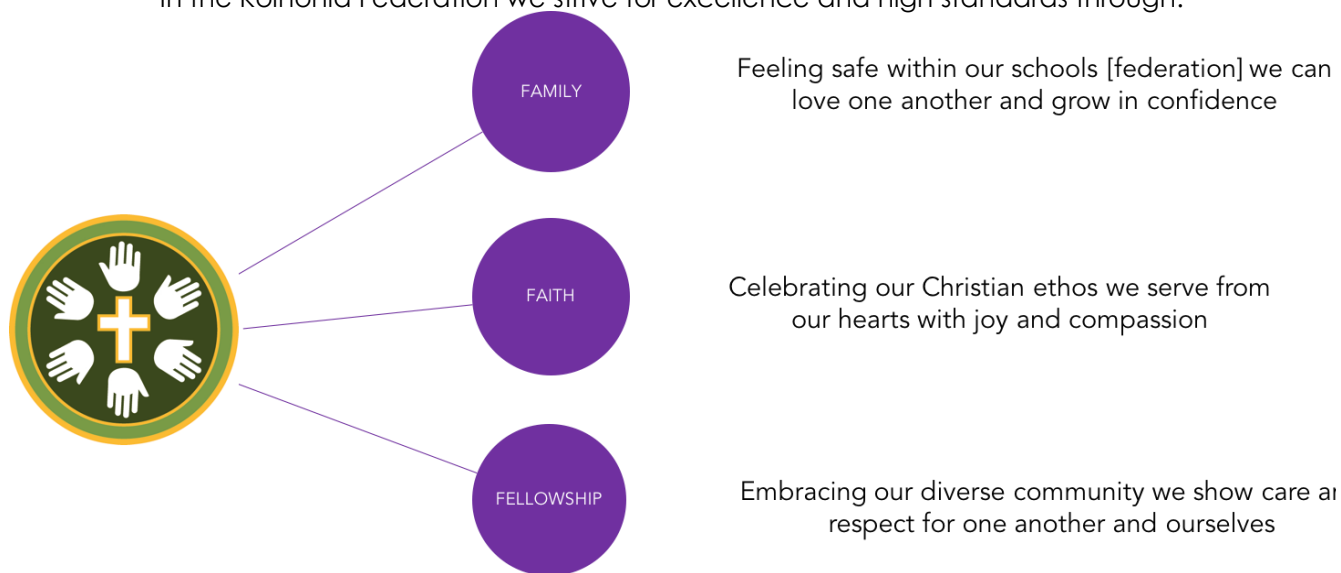 In the Koinonia Federation we strive for excellence and high standards through:
FAMILY
Feeling safe within our schools [federation] we can
love one another and grow in confidence
FAITH
Celebrating our Christian ethos we serve from
our hearts with joy and compassion
FELLOWSHIP
Embracing our diverse community we show care
respect for one another and ourselves